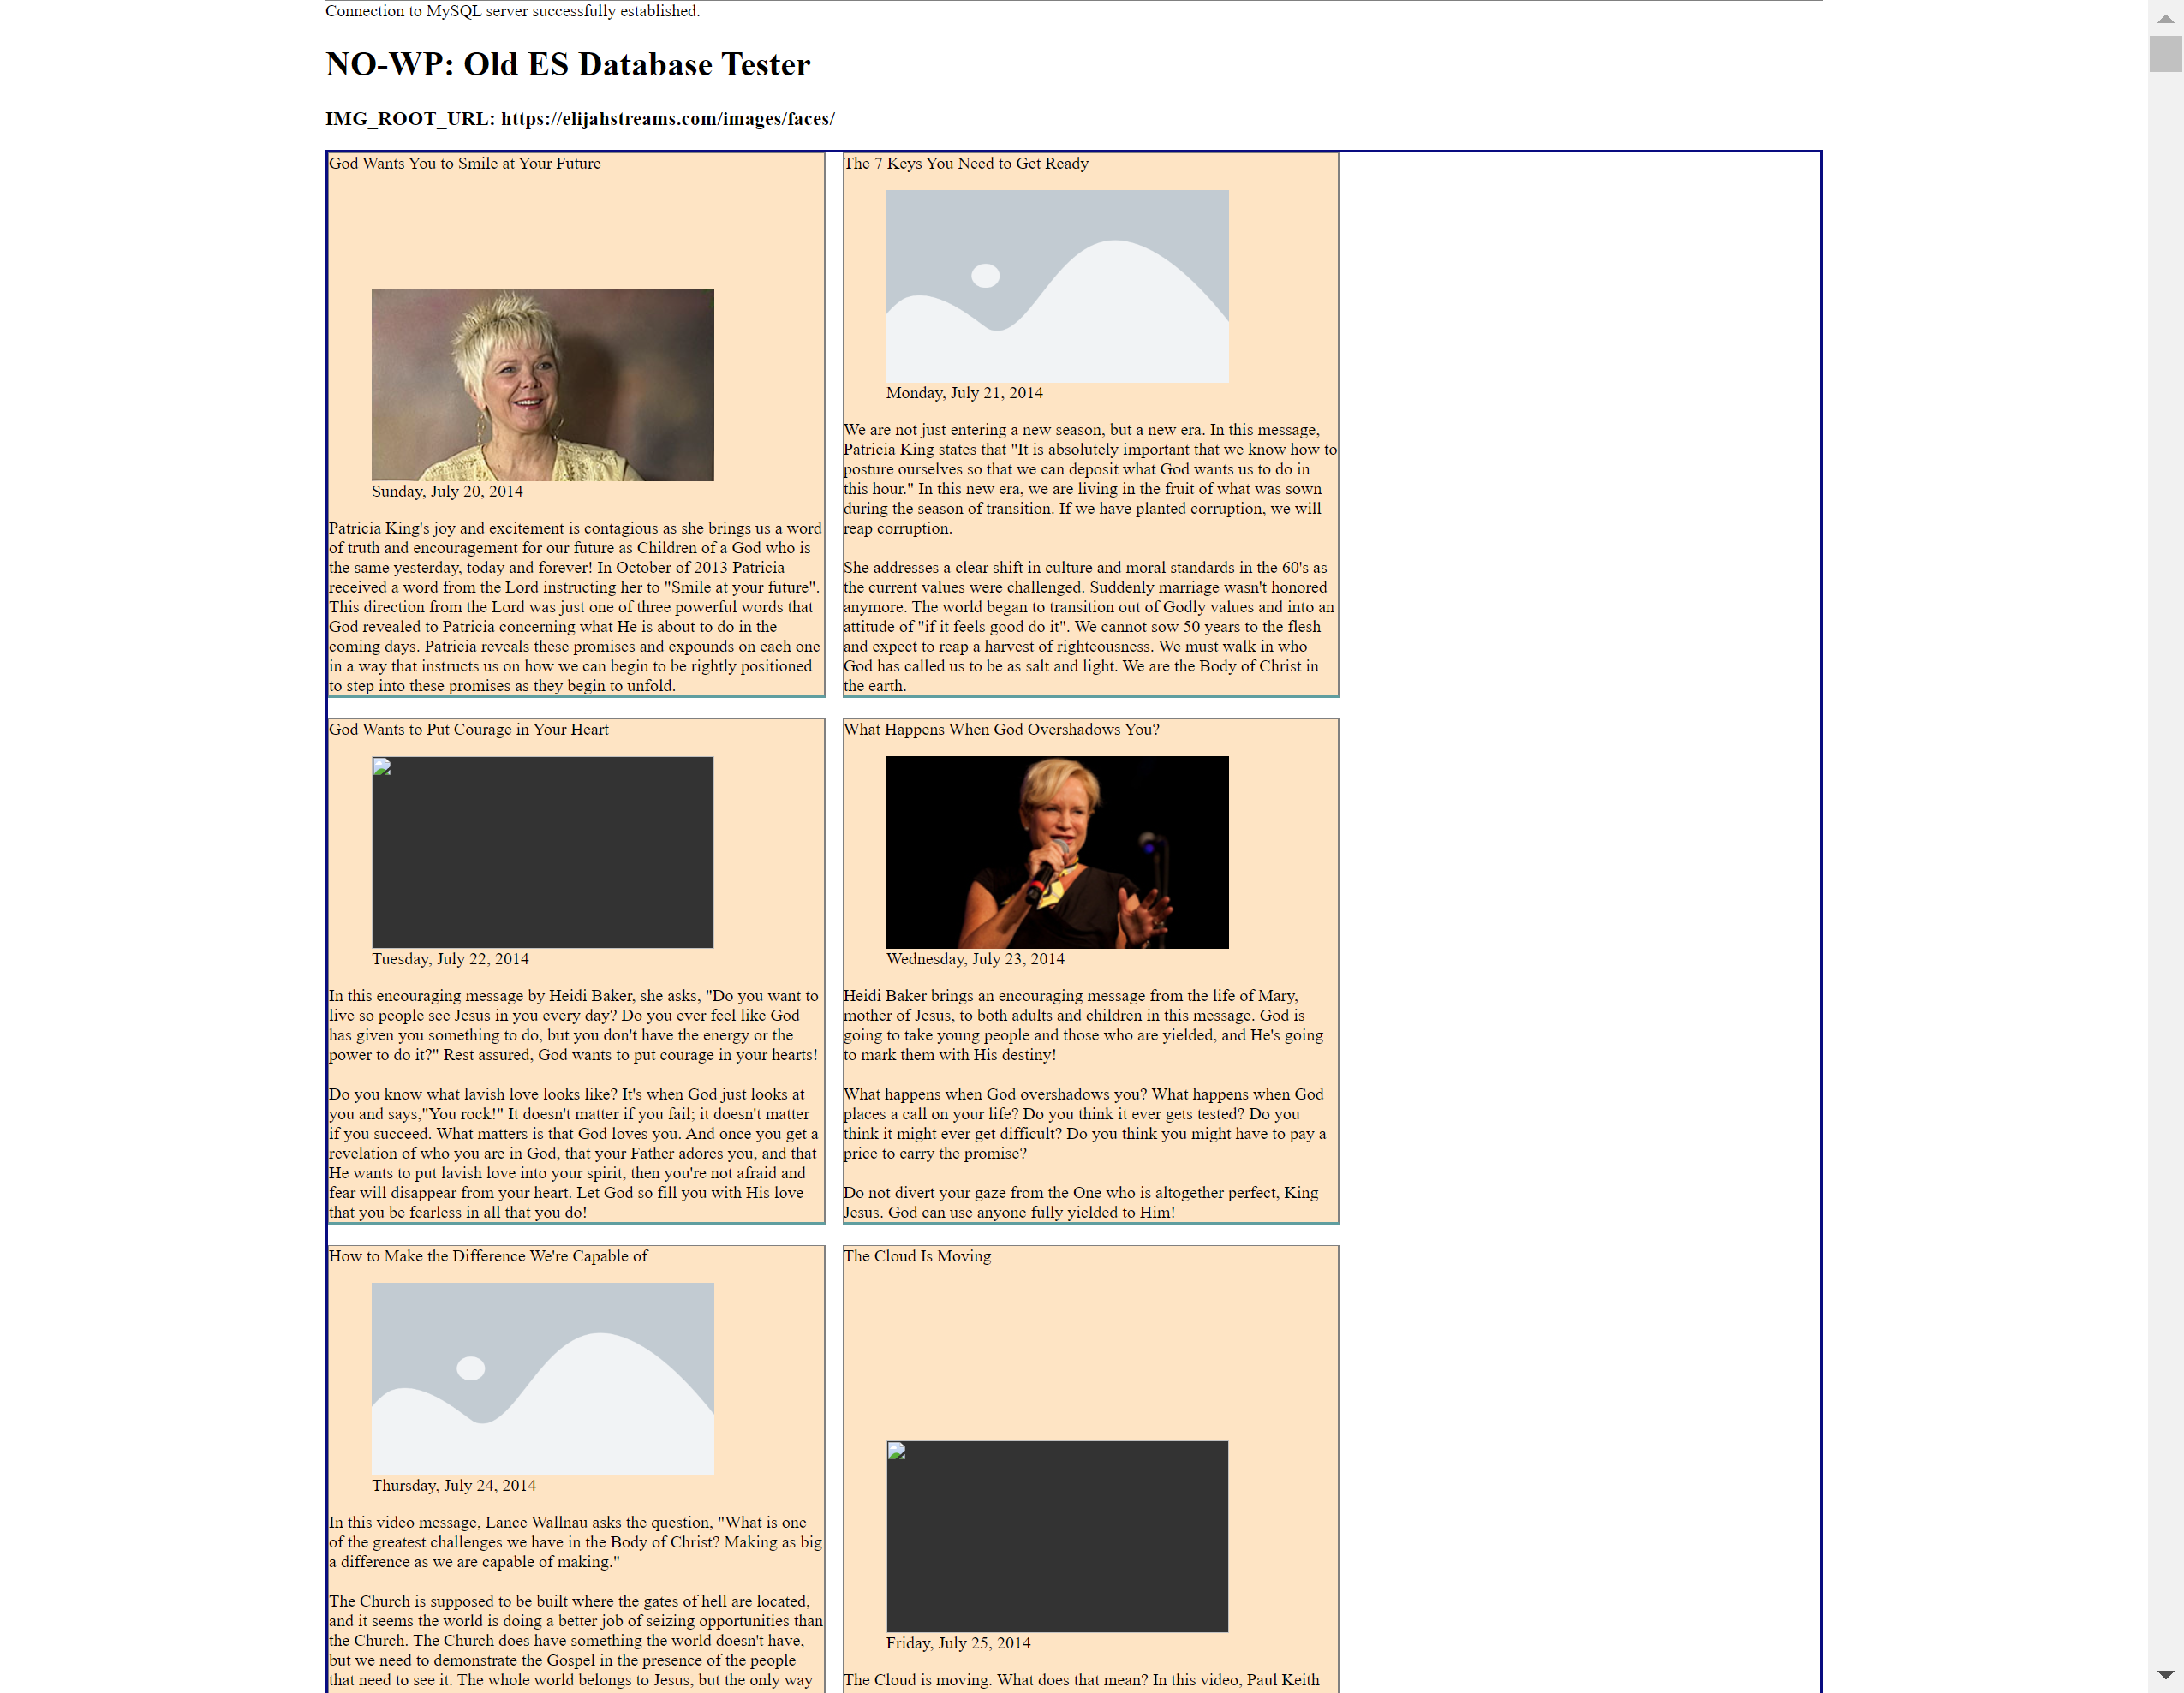 Connection to MySQL server successfully established.
NO-WP: Old ES Database Tester
IMG_ROOT_URL: https://elijahstreams.com/images/faces/
God Wants You to Smile at Your Future
Sunday, July 20, 2014
Patricia King's joy and excitement is contagious as she brings us a word
of truth and encouragement for our future as Children of a God who is
the same yesterday, today and forever! In October of 2013 Patricia
received a word from the Lord instructing her to "Smile at your future".
This direction from the Lord was just one of three powerful words that
God revealed to Patricia concerning what He is about to do in the
coming days. Patricia reveals these promises and expounds on each one
in a way that instructs us on how we can begin to be rightly positioned
to step into these promises as they begin to unfold.
The 7 Keys You Need to Get Ready
Monday, July 21, 2014
We are not just entering a new season, but a new era. In this message,
Patricia King states that "It is absolutely important that we know how to
posture ourselves so that we can deposit what God wants us to do in
this hour." In this new era, we are living in the fruit of what was sown
during the season of transition. If we have planted corruption, we will
reap corruption.
She addresses a clear shift in culture and moral standards in the 60's as
the current values were challenged. Suddenly marriage wasn't honored
anymore. The world began to transition out of Godly values and into an
attitude of "if it feels good do it". We cannot sow 50 years to the flesh
and expect to reap a harvest of righteousness. We must walk in who
God has called us to be as salt and light. We are the Body of Christ in
the earth.
God Wants to Put Courage in Your Heart
Tuesday, July 22, 2014
In this encouraging message by Heidi Baker, she asks, "Do you want to
live so people see Jesus in you every day? Do you ever feel like God
has given you something to do, but you don't have the energy or the
power to do it?" Rest assured, God wants to put courage in your hearts!
Do you know what lavish love looks like? It's when God just looks at
you and says,"You rock!" It doesn't matter if you fail; it doesn't matter
if you succeed. What matters is that God loves you. And once you get a
revelation of who you are in God, that your Father adores you, and that
He wants to put lavish love into your spirit, then you're not afraid and
fear will disappear from your heart. Let God so fill you with His love
that you be fearless in all that you do!
What Happens When God Overshadows You?
Wednesday, July 23, 2014
Heidi Baker brings an encouraging message from the life of Mary,
mother of Jesus, to both adults and children in this message. God is
going to take young people and those who are yielded, and He's going
to mark them with His destiny!
What happens when God overshadows you? What happens when God
places a call on your life? Do you think it ever gets tested? Do you
think it might ever get difficult? Do you think you might have to pay a
price to carry the promise?
Do not divert your gaze from the One who is altogether perfect, King
Jesus. God can use anyone fully yielded to Him!
How to Make the Difference We're Capable of
Thursday, July 24, 2014
In this video message, Lance Wallnau asks the question, "What is one
of the greatest challenges we have in the Body of Christ? Making as big
a difference as we are capable of making."
The Church is supposed to be built where the gates of hell are located,
and it seems the world is doing a better job of seizing opportunities than
the Church. The Church does have something the world doesn't have,
but we need to demonstrate the Gospel in the presence of the people
that need to see it. The whole world belongs to Jesus, but the only way
The Cloud Is Moving
Friday, July 25, 2014
The Cloud is moving. What does that mean? In this video, Paul Keith